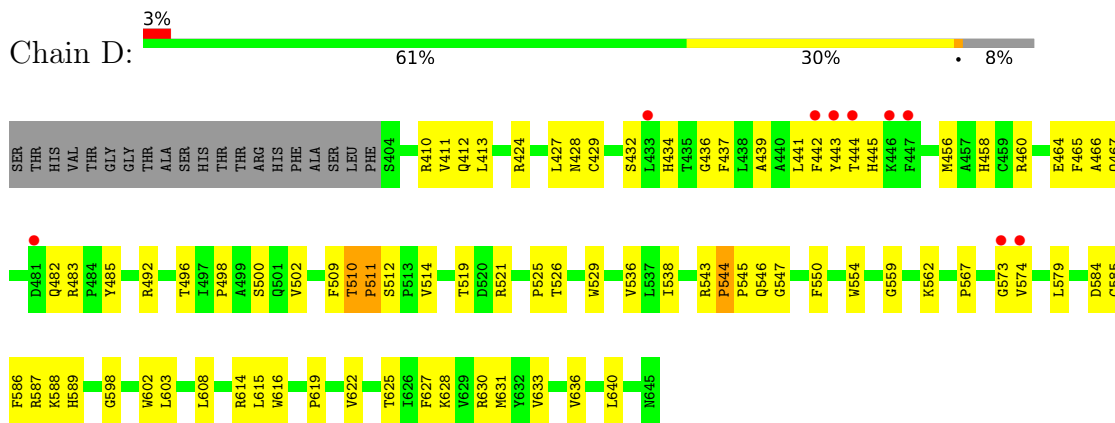 3%
Chain D:
61% 30% • 8%
SER THR HIS VAL THR GLY GLY THR ALA SER HIS THR THR ARG HIS PHE ALA SER LEU PHE S404 R410 V411 Q412 L413 R424 L427 N428 C429 S432 L433 H434 T435 G436 F437 L438 A439 A440 L441 F442 Y443 T444 H445 K446 F447 M456 A457 H458 C459 R460 E464 F465 A466
D481 Q482 R483 P484 Y485 R492 T496 I497 P498 A499 S500 Q501 V502 F509 T510 P511 S512 P513 V514 T519 D520 R521 P525 T526 W529 V536 L537 I538 R543 P544 P545 Q546 G547 F550 W554 G559 K562 P567 G573 V574 L579 D584
F586 R587 K588 H589 G598 W602 L603 L608 R614 L615 W616 P619 V622 T625 I626 F627 K628 V629 R630 M631 Y632 V633 V636 L640 N645